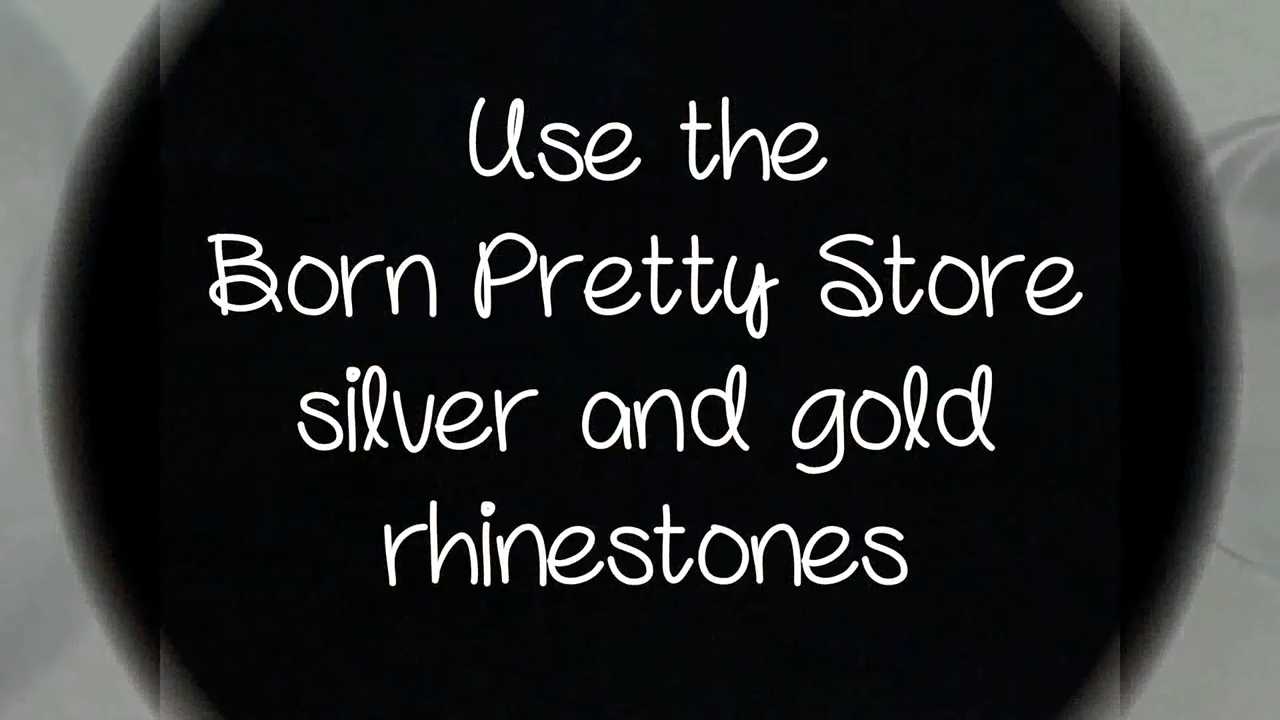 Use the
Born Pretty Store
silver and gold
rhinestones